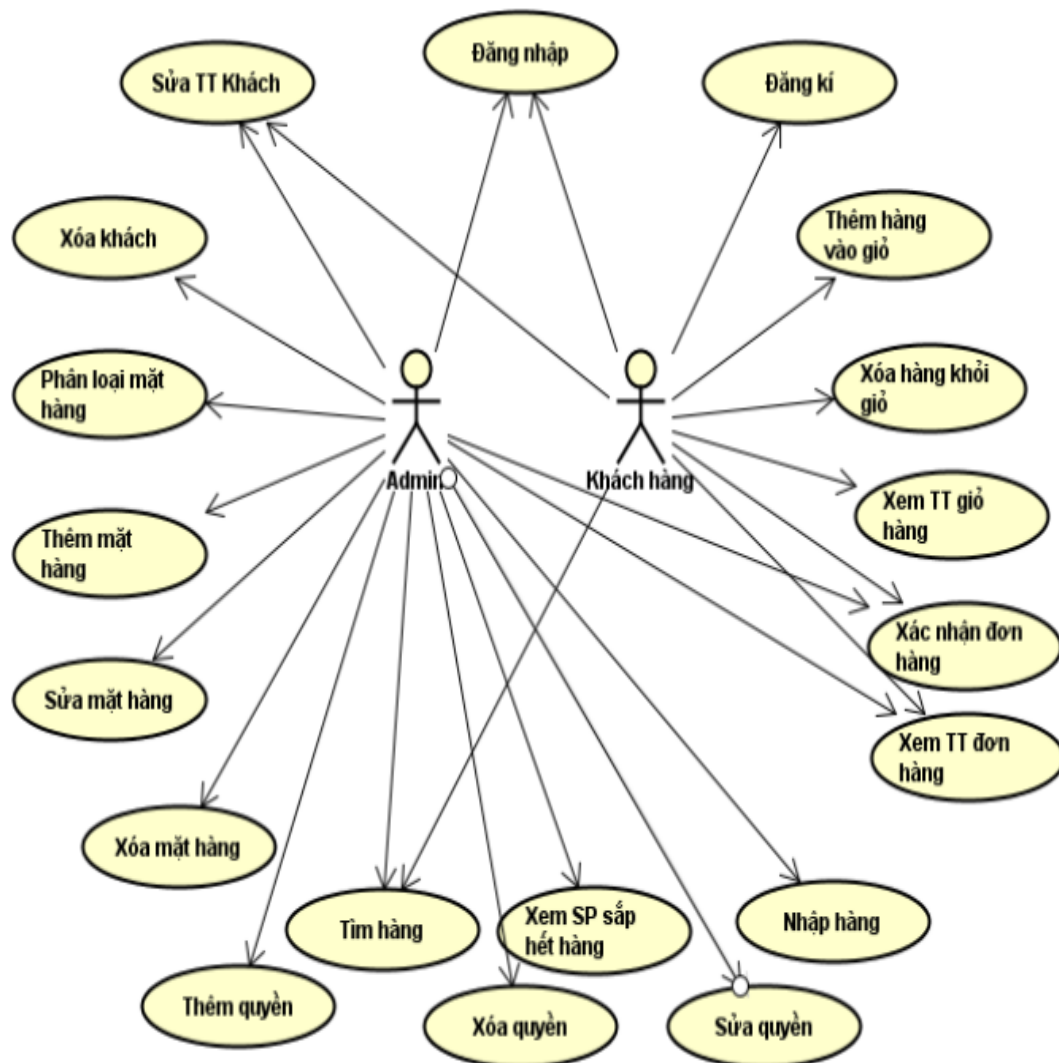 Đăng nhập
Sửa TT Khách
Đăng kí
Thêm hàng
vào giỏ
Xóa khách
Phân loại mặt
hàng
Xóa hàng khỏi
giỏ
Admin
Khách hàng
Xem TT giỏ
hàng
Thêm mặt
hàng
Xác nhận đơn
hàng
Sửa mặt hàng
Xem TT đơn
hàng
Xóa mặt hàng
Tìm hàng
Xem SP sắp
hết hàng
Nhập hàng
Thêm quyền
Xóa quyền
Sửa quyền